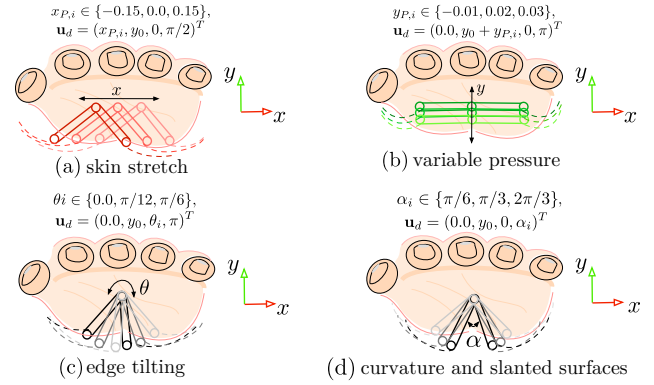 x_{P,i} ∈ {−0.15, 0.0, 0.15},
u_d = (x_{P,i}, y_0, 0, π/2)^T
x
y
x
(a) skin stretch
y_{P,i} ∈ {−0.01, 0.02, 0.03},
u_d = (0.0, y_0 + y_{P,i}, 0, π)^T
y
y
x
(b) variable pressure
θi ∈ {0.0, π/12, π/6},
u_d = (0.0, y_0, θ_i, π)^T
θ
y
x
(c) edge tilting
α_i ∈ {π/6, π/3, 2π/3},
u_d = (0.0, y_0, 0, α_i)^T
α
y
x
(d) curvature and slanted surfaces